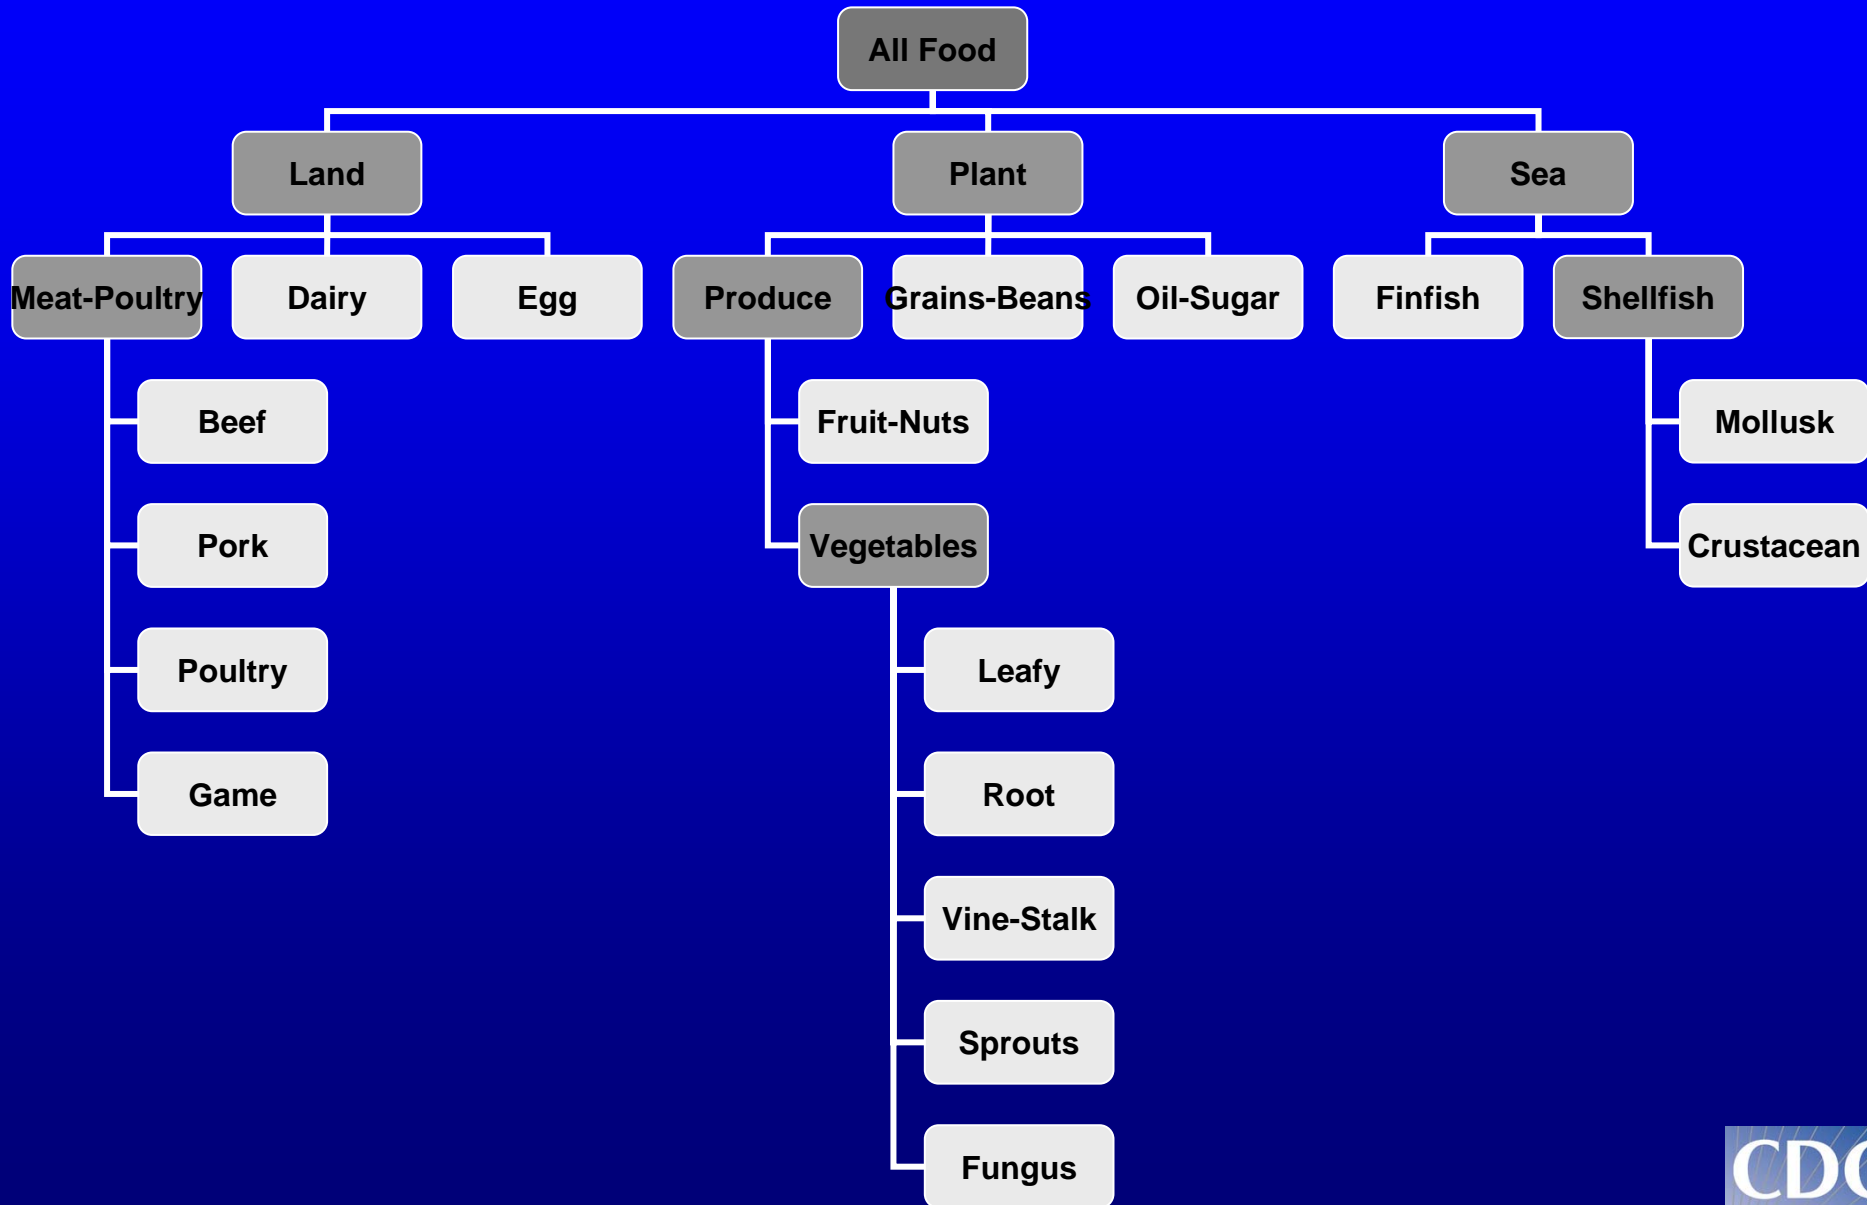 All Food
Land
Plant
Sea
Meat-Poultry
Dairy
Egg
Produce
Grains-Beans
Oil-Sugar
Finfish
Shellfish
Beef
Fruit-Nuts
Mollusk
Pork
Vegetables
Crustacean
Poultry
Leafy
Game
Root
Vine-Stalk
Sprouts
Fungus
CDC